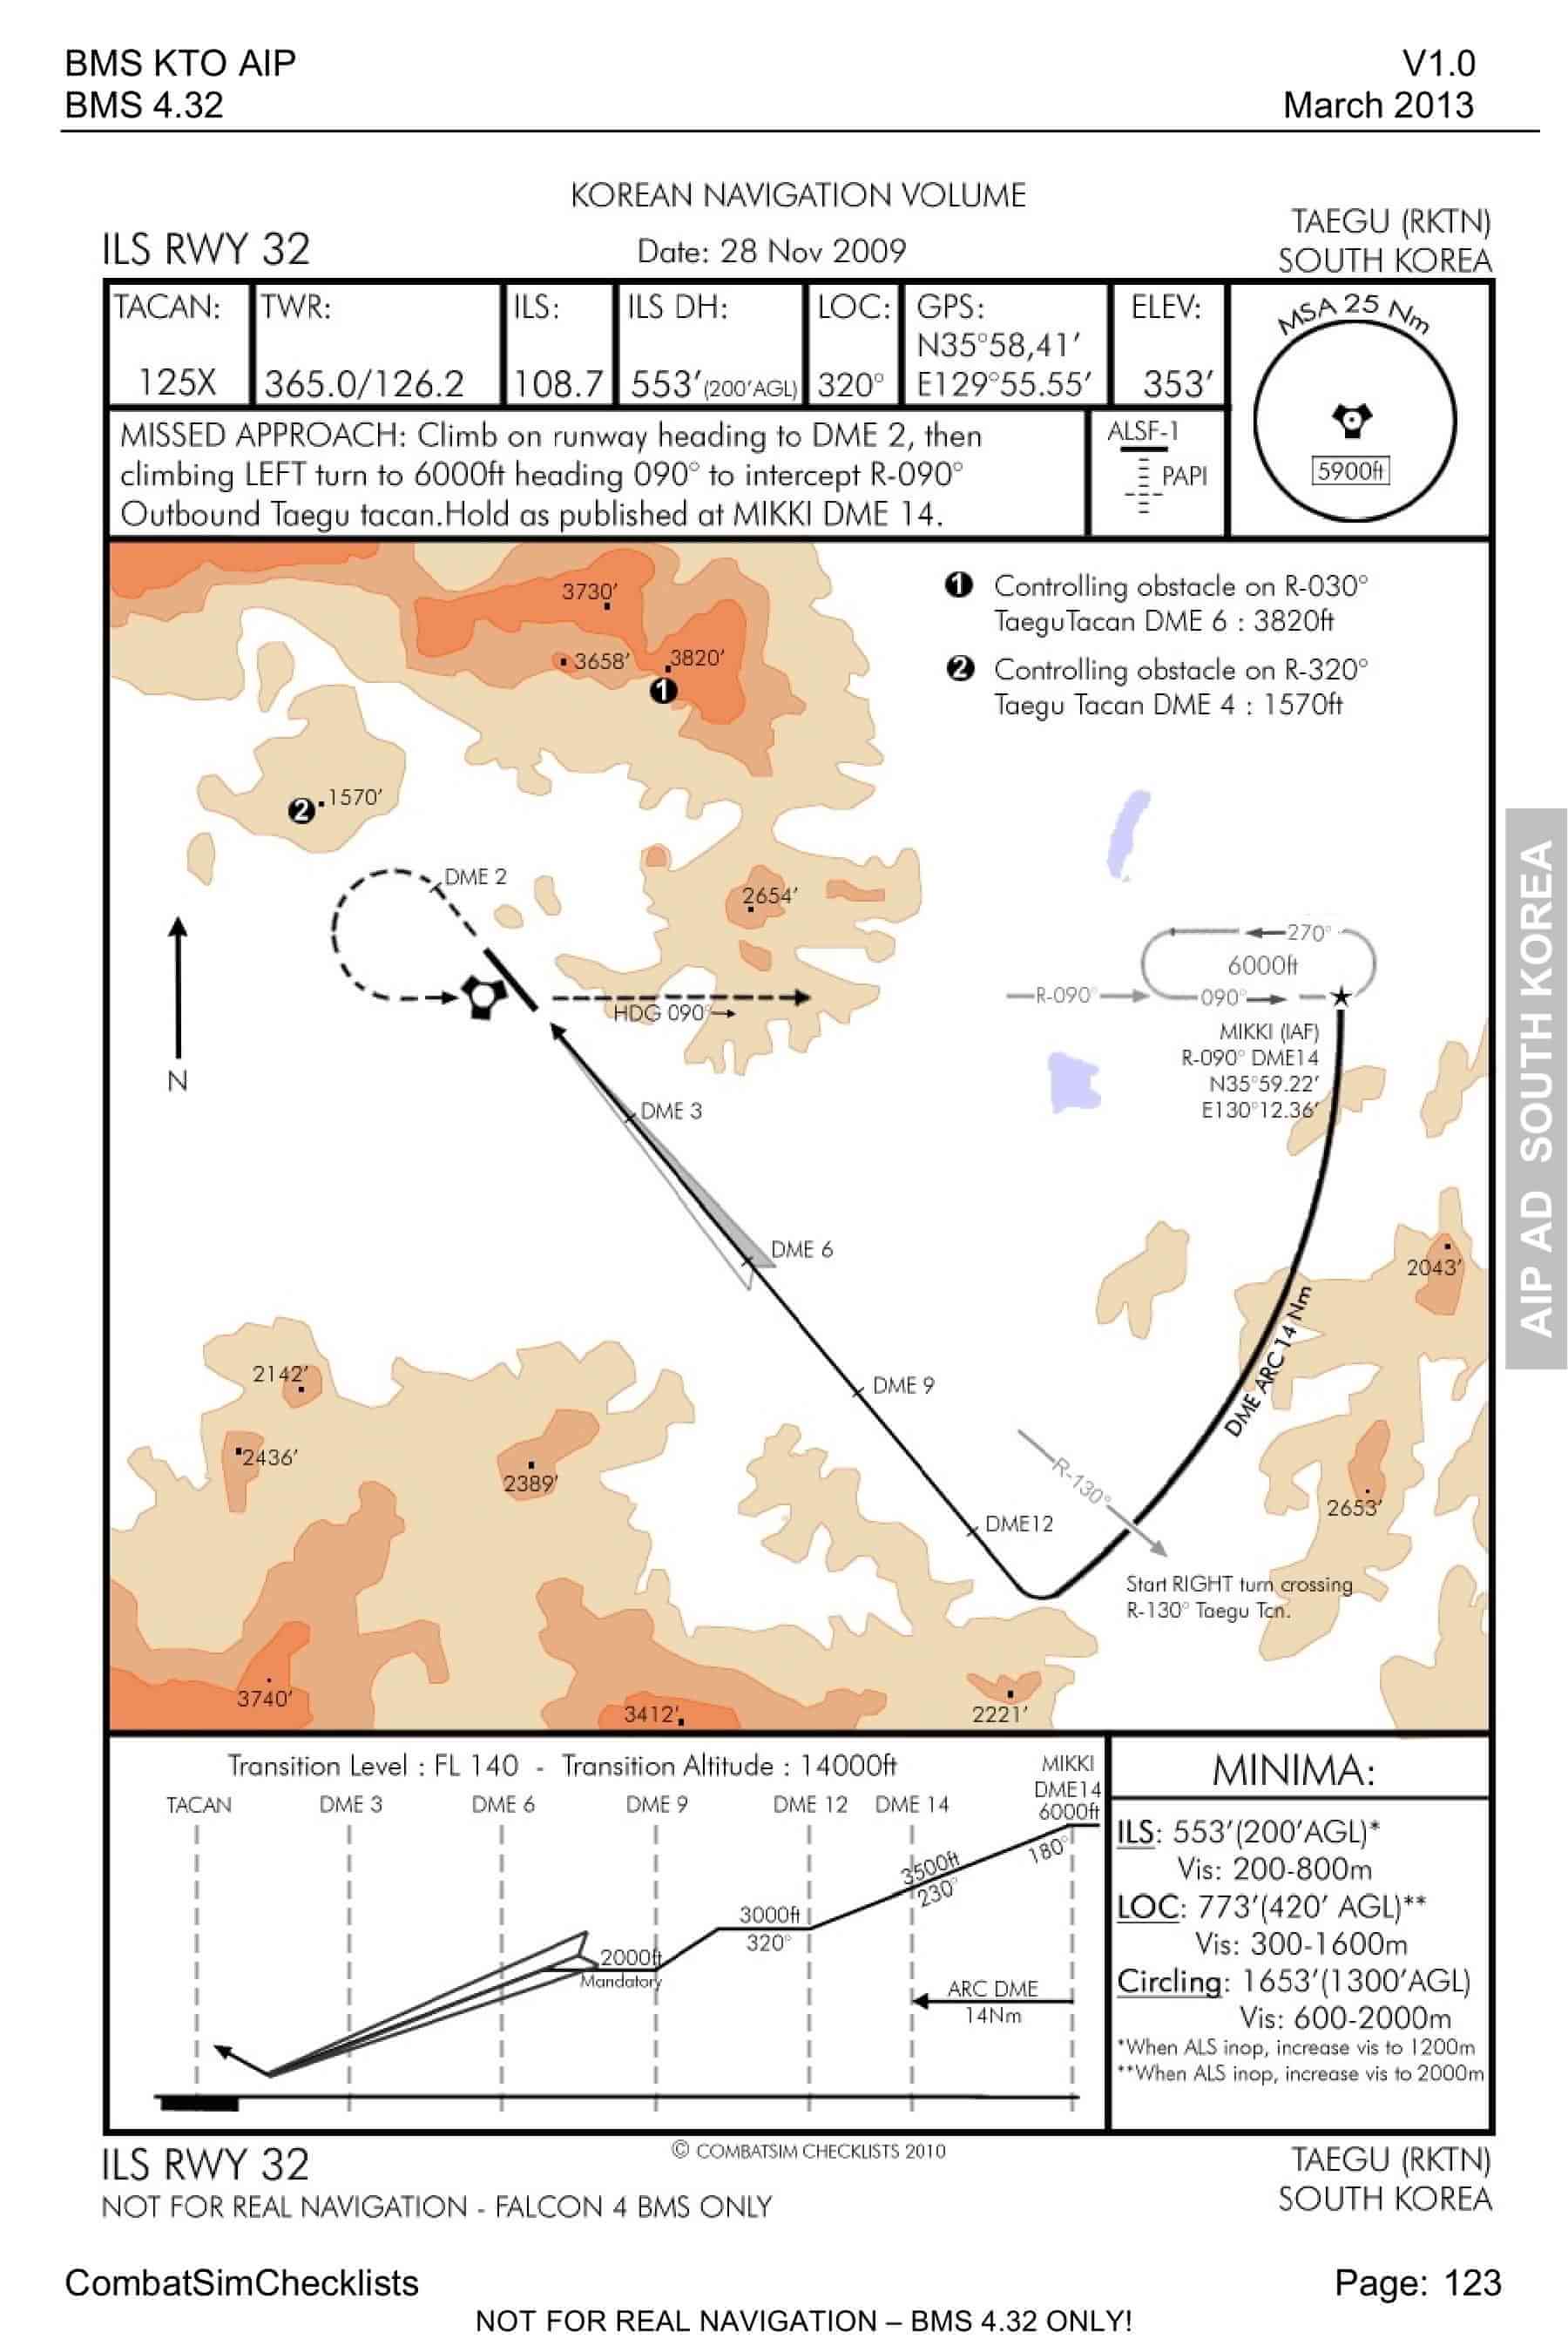 BMS KTO AIP V1.0
BMS 4.32 March 2013
KOREAN NAVIGATION VOLUME
ILS RWY 32
Date: 28 Nov 2009
TAEGU (RKTN)
SOUTH KOREA
TACAN:
125X
TWR:
365.0/126.2
ILS:
108.7
ILS DH:
553′(200′AGL)
LOC:
320°
GPS:
N35°58,41′
E129°55.55′
ELEV:
353′
MSA 25 Nm
5900ft
MISSED APPROACH: Climb on runway heading to DME 2, then
climbing LEFT turn to 6000ft heading 090° to intercept R-090°
Outbound Taegu tacan.Hold as published at MIKKI DME 14.
ALSF-1
PAPI
1 Controlling obstacle on R-030°
TaeguTacan DME 6 : 3820ft
2 Controlling obstacle on R-320°
Taegu Tacan DME 4 : 1570ft
3730′
3658′
3820′
1
2
1570′
DME 2
2654′
N
HDG 090°
270°
6000ft
R-090°
090°
MIKKI (IAF)
R-090° DME14
N35°59.22′
E130°12.36′
DME 3
DME 6
2043′
DME ARC 14 Nm
2142′
DME 9
2436′
2389′
R-130°
2653′
DME12
Start RIGHT turn crossing
R-130° Taegu Tcn.
3740′
3412′
2221′
Transition Level : FL 140 - Transition Altitude : 14000ft
MIKKI
DME14
6000ft
TACAN DME 3 DME 6 DME 9 DME 12 DME 14
180°
3500ft
230°
3000ft
320°
2000ft
Mandatory
ARC DME
14Nm
MINIMA:
ILS: 553′(200′AGL)*
Vis: 200-800m
LOC: 773′(420′ AGL)**
Vis: 300-1600m
Circling: 1653′(1300′AGL)
Vis: 600-2000m
*When ALS inop, increase vis to 1200m
**When ALS inop, increase vis to 2000m
AIP AD SOUTH KOREA
ILS RWY 32
© COMBATSIM CHECKLISTS 2010
TAEGU (RKTN)
NOT FOR REAL NAVIGATION - FALCON 4 BMS ONLY
SOUTH KOREA
CombatSimChecklists Page: 123
NOT FOR REAL NAVIGATION – BMS 4.32 ONLY!